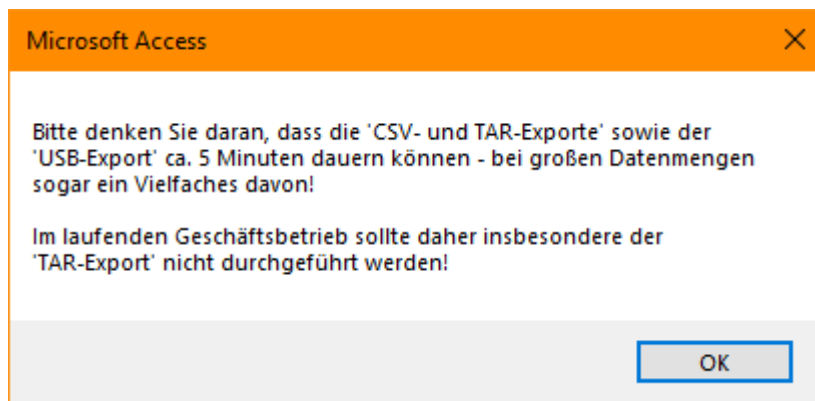 Microsoft Access
Bitte denken Sie daran, dass die 'CSV- und TAR-Exporte' sowie der
'USB-Export' ca. 5 Minuten dauern können - bei großen Datenmengen
sogar ein Vielfaches davon!
Im laufenden Geschäftsbetrieb sollte daher insbesondere der
'TAR-Export' nicht durchgeführt werden!
OK